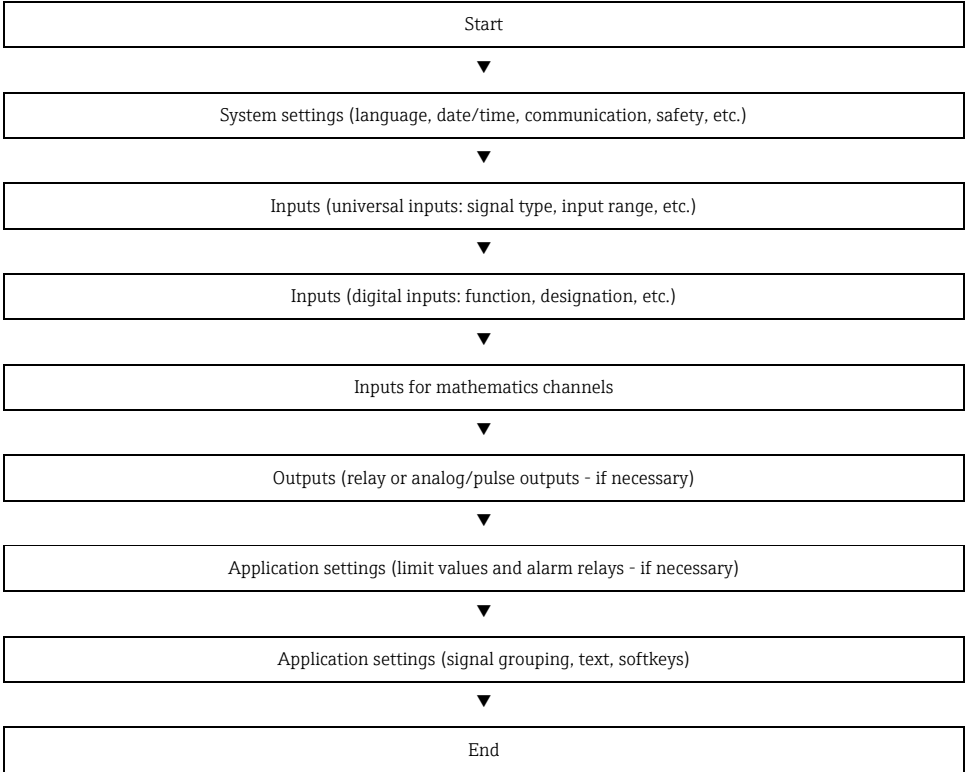 Start
System settings (language, date/time, communication, safety, etc.)
Inputs (universal inputs: signal type, input range, etc.)
Inputs (digital inputs: function, designation, etc.)
Inputs for mathematics channels
Outputs (relay or analog/pulse outputs - if necessary)
Application settings (limit values and alarm relays - if necessary)
Application settings (signal grouping, text, softkeys)
End